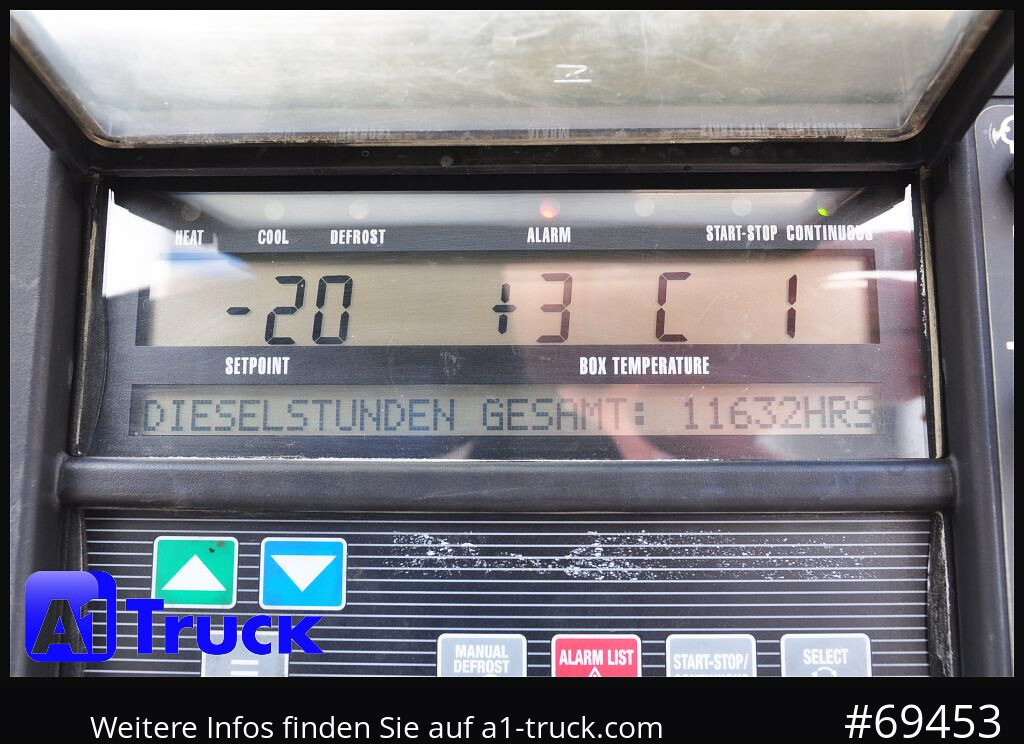 HEAT COOL DEFROST ALARM START-STOP CONTINUOUS
-20 +3 C 1
SETPOINT BOX TEMPERATURE
DIESELSTUNDEN GESAMT: 11632HRS
A1 Truck
MANUAL DEFROST
ALARM LIST
START-STOP/
SELECT
Weitere Infos finden Sie auf a1-truck.com
#69453